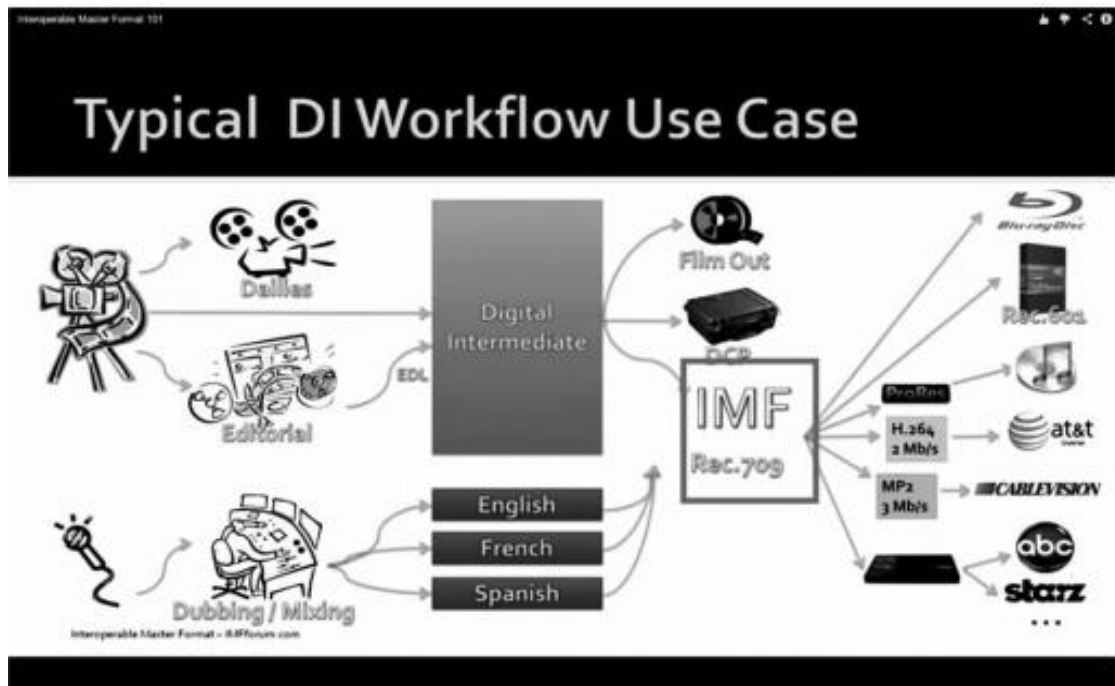 Interoperable Master Format 101
Typical DI Workflow Use Case
Dailies
EDL
Editorial
Digital
Intermediate
Film Out
DCP
IMF
Rec.709
English
French
Spanish
Dubbing / Mixing
Blu-ray Disc
Rec.601
ProRes
H.264
2 Mb/s
at&t
MP2
3 Mb/s
CABLEVISION
abc
starz
...
Interoperable Master Format – IMFforum.com